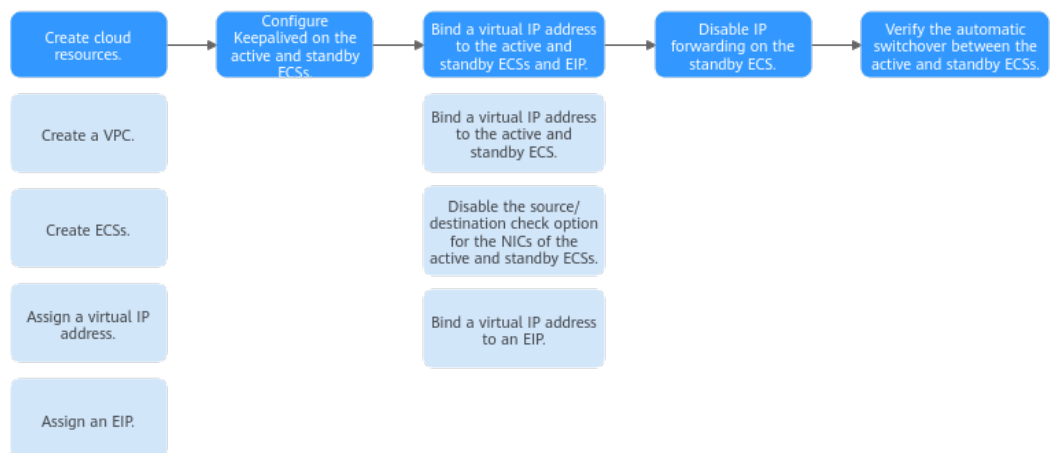 Create cloud
resources.
Configure
Keepalived on the
active and standby
ECSs.
Bind a virtual IP address
to the active and
standby ECSs and EIP.
Disable IP
forwarding on the
standby ECS.
Verify the automatic
switchover between the
active and standby ECSs.
Create a VPC.
Create ECSs.
Assign a virtual IP
address.
Assign an EIP.
Bind a virtual IP address
to the active and
standby ECS.
Disable the source/
destination check option
for the NICs of the
active and standby ECSs.
Bind a virtual IP address
to an EIP.